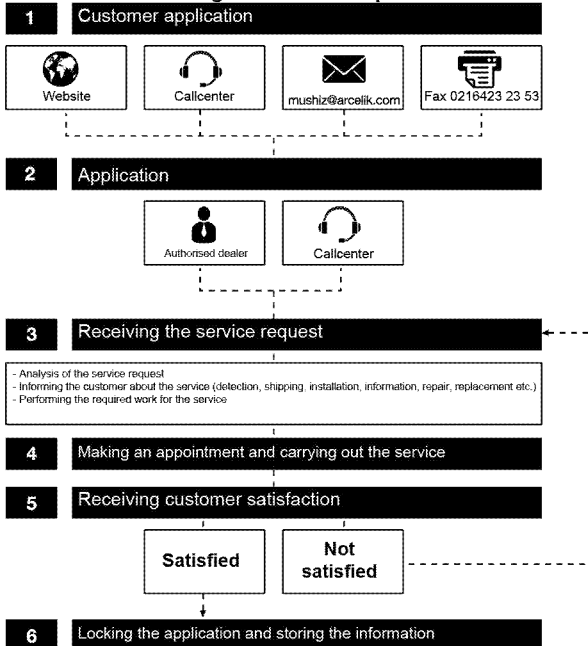 1 Customer application
Website
Callcenter
mushiz@arcelik.com
Fax 0216423 23 53
2 Application
Authorised dealer
Callcenter
3 Receiving the service request
- Analysis of the service request
- Informing the customer about the service (detection, shipping, installation, information, repair, replacement etc.)
- Performing the required work for the service
4 Making an appointment and carrying out the service
5 Receiving customer satisfaction
Satisfied
Not
satisfied
6 Locking the application and storing the information